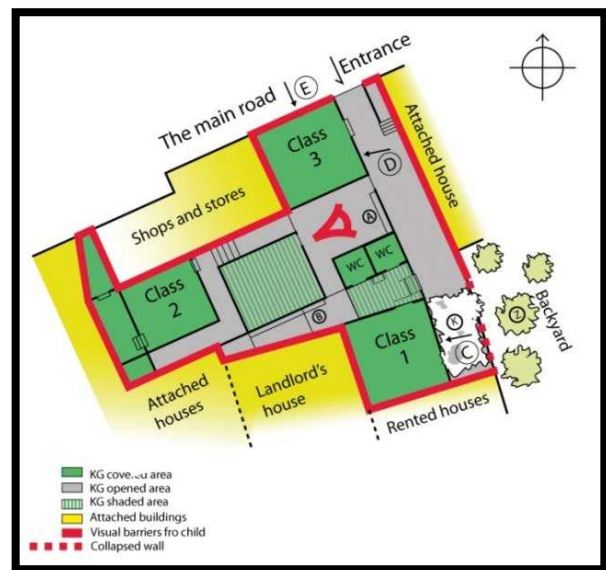 Entrance
E
The main road
Class
3
D
Attached house
Shops and stores
A
WC
WC
Class
2
B
Z
Backyard
K
C
Class
1
Attached
houses
Landlord's
house
Rented houses
KG area
KG opened area
KG shaded area
Attached buildings
Visual barriers fro child
Collapsed wall